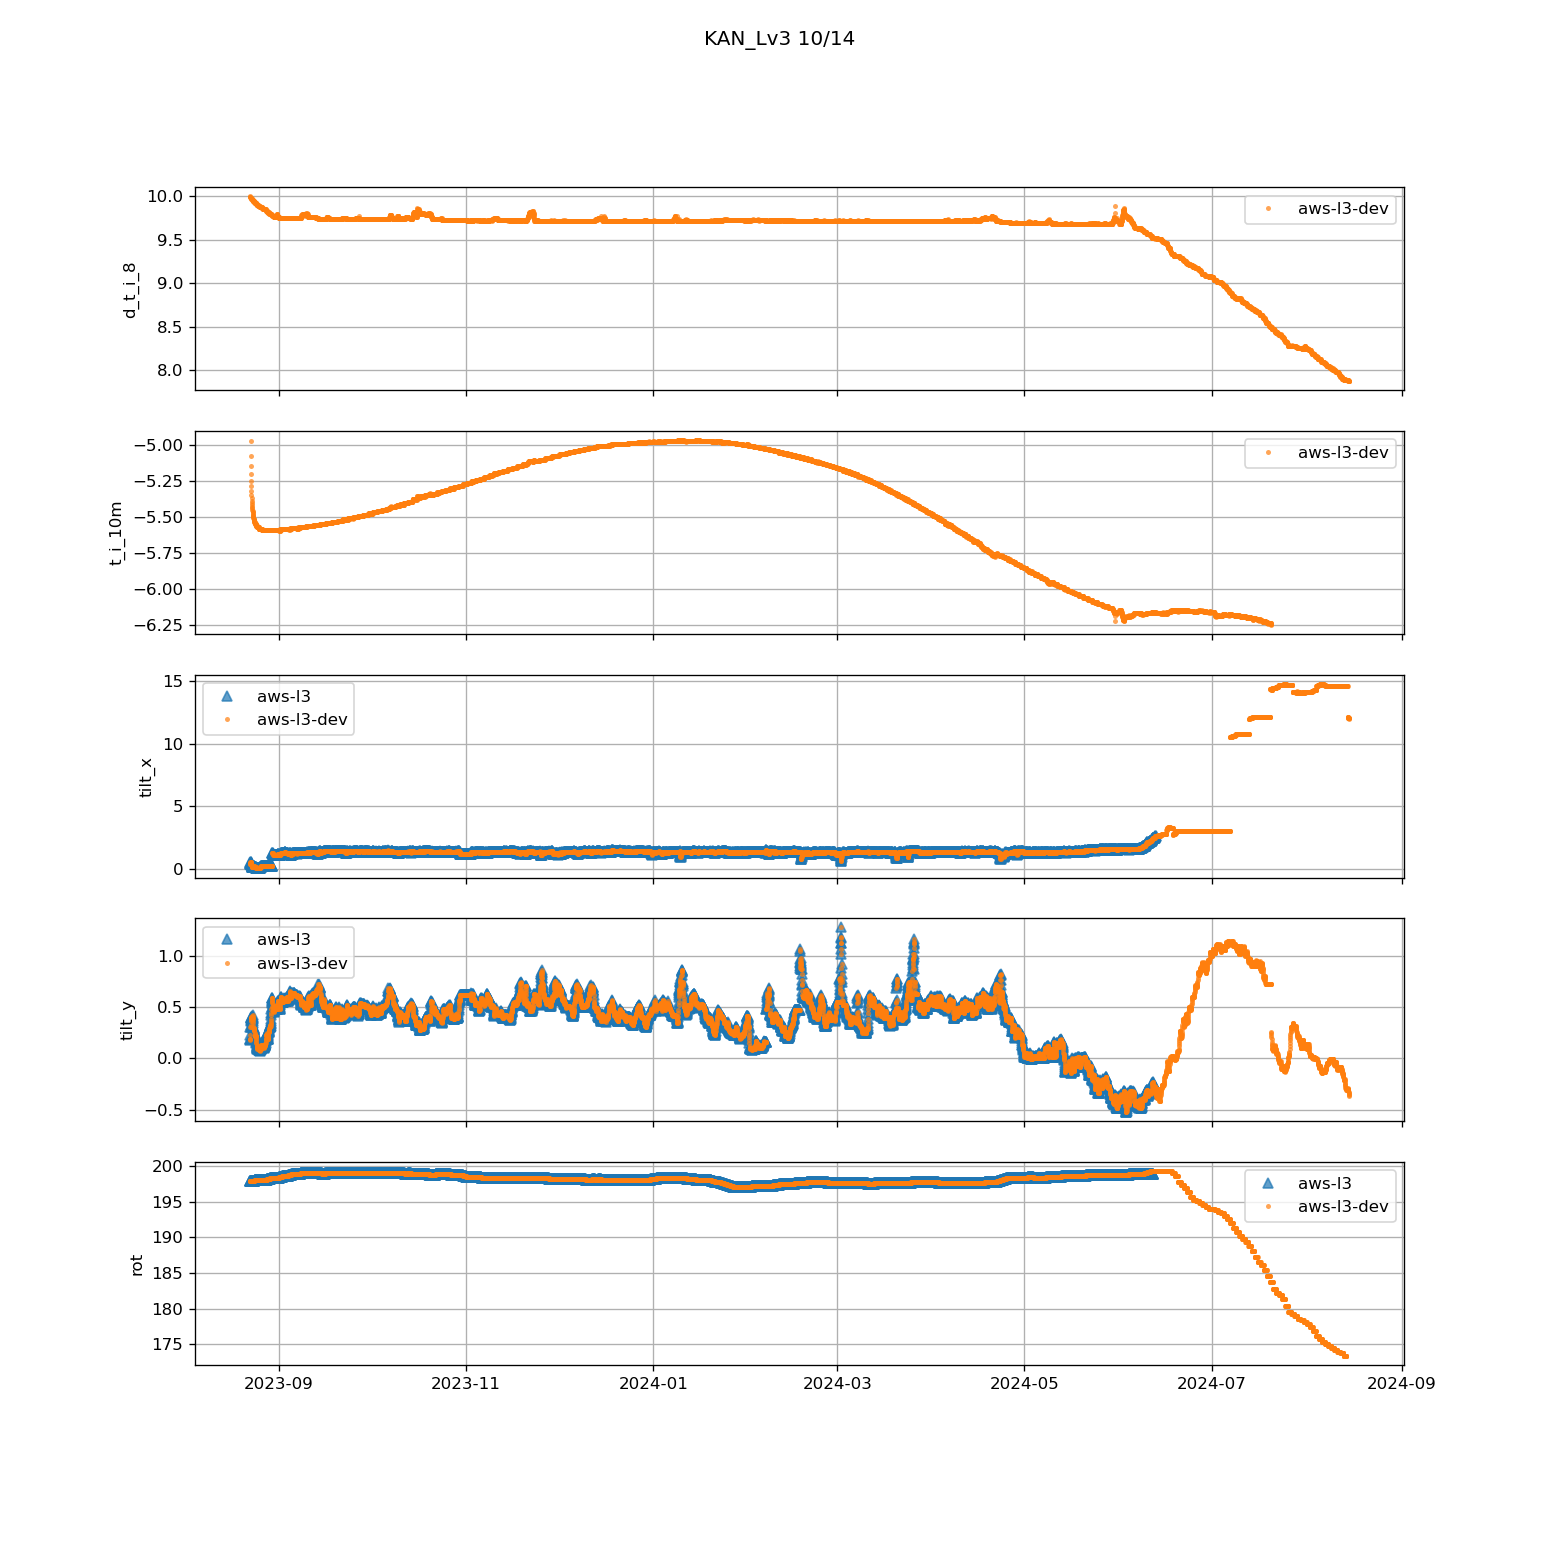 KAN_Lv3 10/14
10.0
9.5
9.0
8.5
8.0
d_t_i_8
aws-l3-dev
−5.00
−5.25
−5.50
−5.75
−6.00
−6.25
t_i_10m
aws-l3-dev
15
10
5
0
tilt_x
aws-l3
aws-l3-dev
1.0
0.5
0.0
−0.5
tilt_y
aws-l3
aws-l3-dev
200
195
190
185
180
175
rot
aws-l3
aws-l3-dev
2023-09 2023-11 2024-01 2024-03 2024-05 2024-07 2024-09